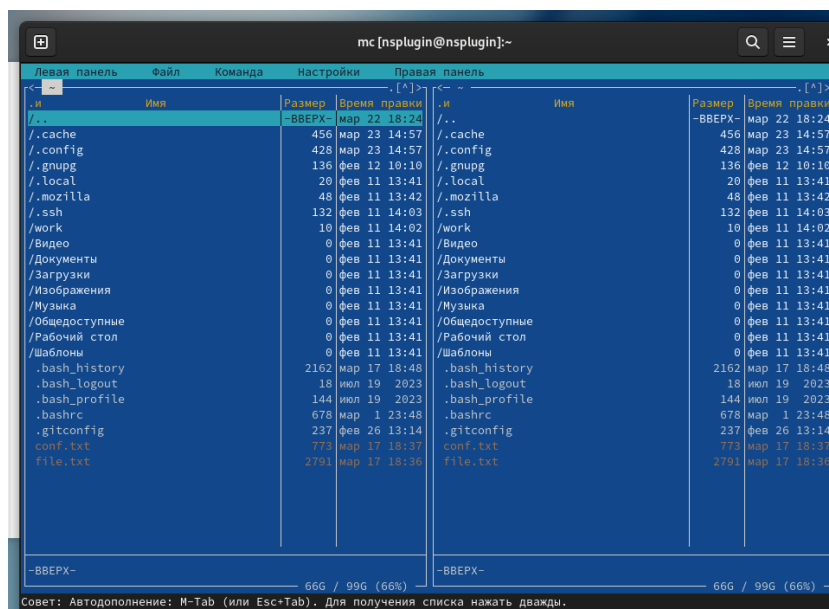 mc [nsplugin@nsplugin]:~
Левая панель Файл Команда Настройки Правая панель
<─ ~ .[^]> <─ ~ .[^]>
.и Имя Размер Время правки .и Имя Размер Время правки
/.. -ВВЕРХ- мар 22 18:24 /.. -ВВЕРХ- мар 22 18:24
/.cache 456 мар 23 14:57 /.cache 456 мар 23 14:57
/.config 428 мар 23 14:57 /.config 428 мар 23 14:57
/.gnupg 136 фев 12 10:10 /.gnupg 136 фев 12 10:10
/.local 20 фев 11 13:41 /.local 20 фев 11 13:41
/.mozilla 48 фев 11 13:42 /.mozilla 48 фев 11 13:42
/.ssh 132 фев 11 14:03 /.ssh 132 фев 11 14:03
/work 10 фев 11 14:02 /work 10 фев 11 14:02
/Видео 0 фев 11 13:41 /Видео 0 фев 11 13:41
/Документы 0 фев 11 13:41 /Документы 0 фев 11 13:41
/Загрузки 0 фев 11 13:41 /Загрузки 0 фев 11 13:41
/Изображения 0 фев 11 13:41 /Изображения 0 фев 11 13:41
/Музыка 0 фев 11 13:41 /Музыка 0 фев 11 13:41
/Общедоступные 0 фев 11 13:41 /Общедоступные 0 фев 11 13:41
/Рабочий стол 0 фев 11 13:41 /Рабочий стол 0 фев 11 13:41
/Шаблоны 0 фев 11 13:41 /Шаблоны 0 фев 11 13:41
.bash_history 2162 мар 17 18:48 .bash_history 2162 мар 17 18:48
.bash_logout 18 июл 19 2023 .bash_logout 18 июл 19 2023
.bash_profile 144 июл 19 2023 .bash_profile 144 июл 19 2023
.bashrc 678 мар 1 23:48 .bashrc 678 мар 1 23:48
.gitconfig 237 фев 26 13:14 .gitconfig 237 фев 26 13:14
conf.txt 773 мар 17 18:37 conf.txt 773 мар 17 18:37
file.txt 2791 мар 17 18:36 file.txt 2791 мар 17 18:36
-ВВЕРХ- -ВВЕРХ-
66G / 99G (66%) 66G / 99G (66%)
Совет: Автодополнение: M-Tab (или Esc+Tab). Для получения списка нажать дважды.